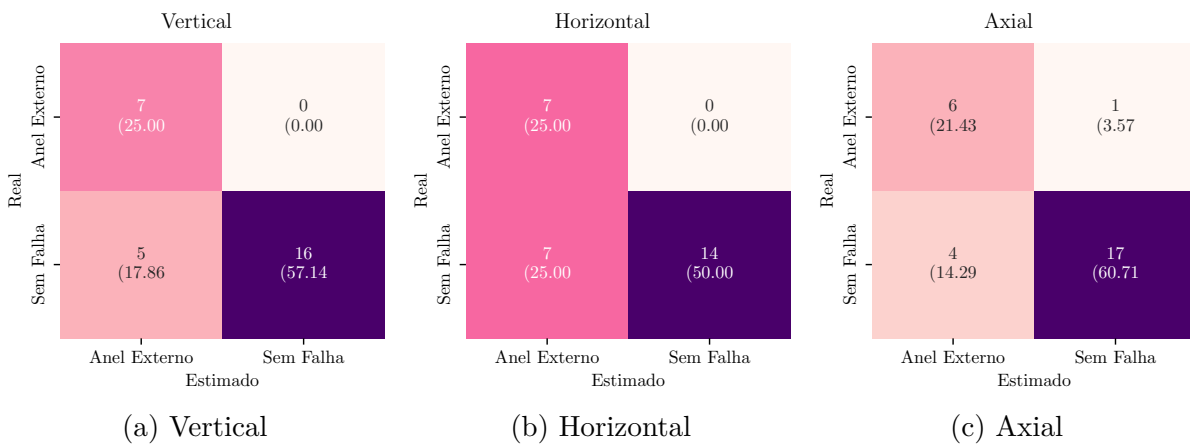 Vertical
Real
Anel Externo
Sem Falha
7
(25.00
0
(0.00
5
(17.86
16
(57.14
Anel Externo
Sem Falha
Estimado
(a) Vertical
Horizontal
Real
Anel Externo
Sem Falha
7
(25.00
0
(0.00
7
(25.00
14
(50.00
Anel Externo
Sem Falha
Estimado
(b) Horizontal
Axial
Real
Anel Externo
Sem Falha
6
(21.43
1
(3.57
4
(14.29
17
(60.71
Anel Externo
Sem Falha
Estimado
(c) Axial